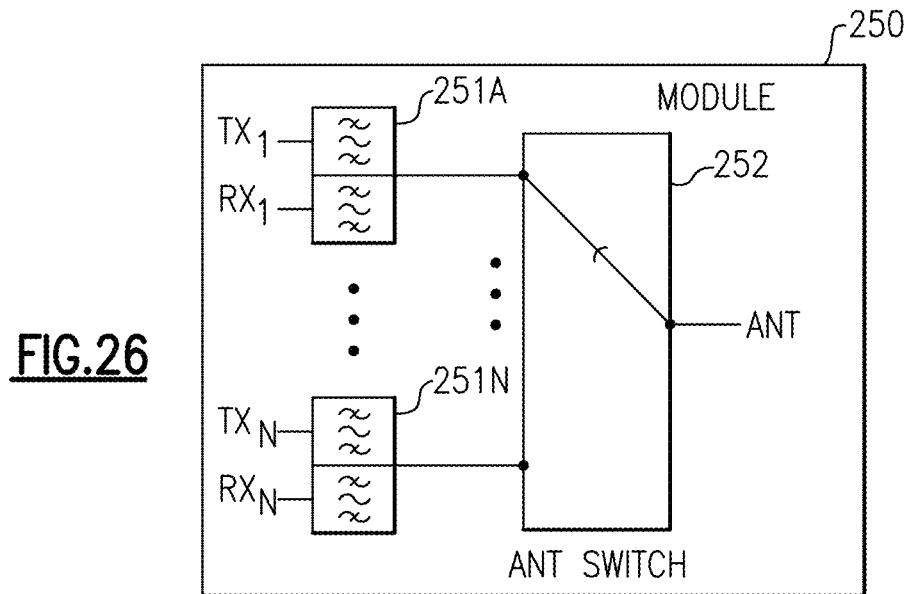 250
251A
MODULE
TX1
252
RX1
ANT
FIG.26
251N
TXN
RXN
ANT SWITCH